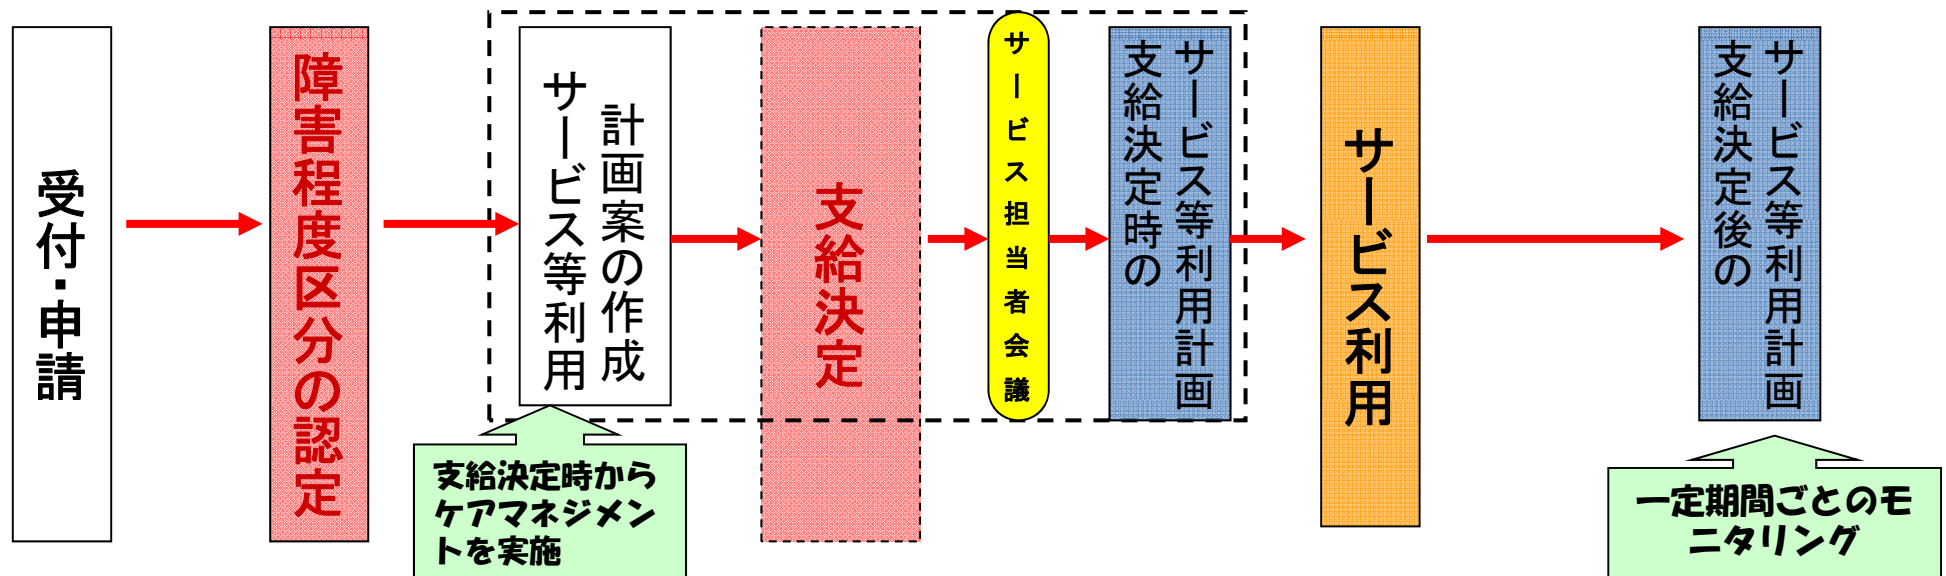 受付・申請
障害程度区分の認定
サービス等利用
計画案の作成
支給決定時から
ケアマネジメン
トを実施
支給決定
サービス担当者会議
支給決定時の
サービス等利用計画
サービス利用
支給決定後の
サービス等利用計画
一定期間ごとのモ
ニタリング